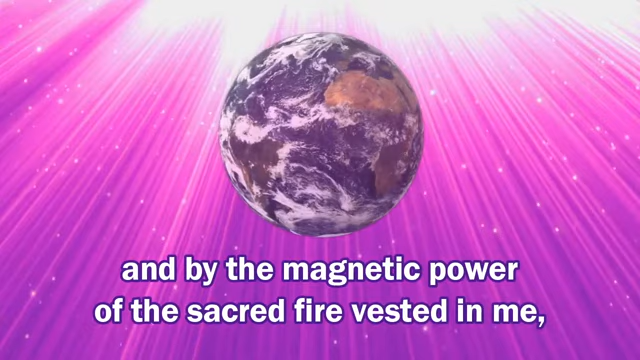 and by the magnetic power
of the sacred fire vested in me,